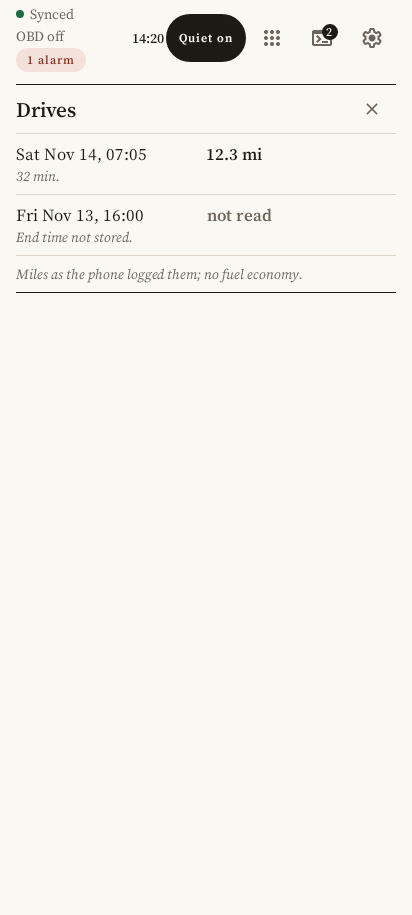 Synced
OBD off
1 alarm
14:20
Quiet on
2
Drives
Sat Nov 14, 07:05 12.3 mi
32 min.
Fri Nov 13, 16:00 not read
End time not stored.
Miles as the phone logged them; no fuel economy.